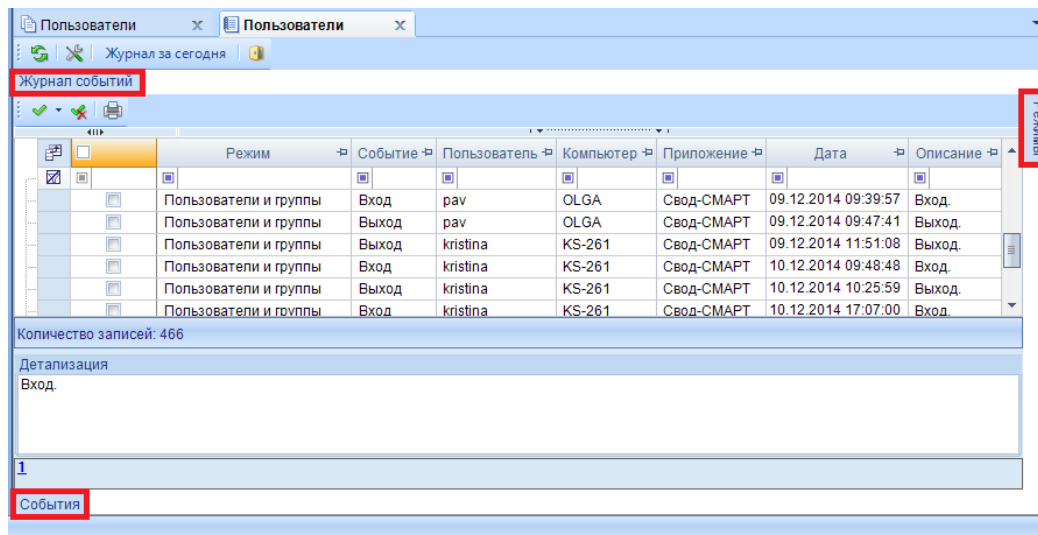 Пользователи x Пользователи x
Журнал за сегодня
Журнал событий
Режимы
Режим Событие Пользователь Компьютер Приложение Дата Описание
Пользователи и группы Вход pav OLGA Свод-СМАРТ 09.12.2014 09:39:57 Вход.
Пользователи и группы Выход pav OLGA Свод-СМАРТ 09.12.2014 09:47:41 Выход.
Пользователи и группы Выход kristina KS-261 Свод-СМАРТ 09.12.2014 11:51:08 Выход.
Пользователи и группы Вход kristina KS-261 Свод-СМАРТ 10.12.2014 09:48:48 Вход.
Пользователи и группы Выход kristina KS-261 Свод-СМАРТ 10.12.2014 10:25:59 Выход.
Пользователи и группы Вход kristina KS-261 Свод-СМАРТ 10.12.2014 17:07:00 Вход.
Количество записей: 466
Детализация
Вход.
1
События